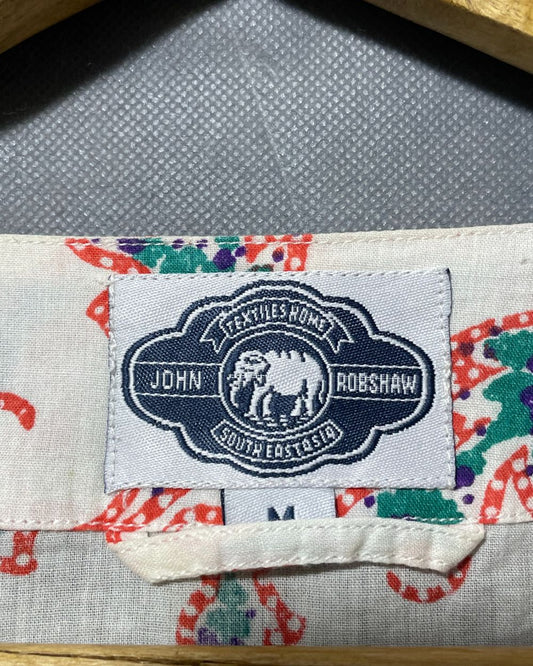 TEXTILES HOME
JOHN ROBSHAW
SOUTH EAST ASIA
M